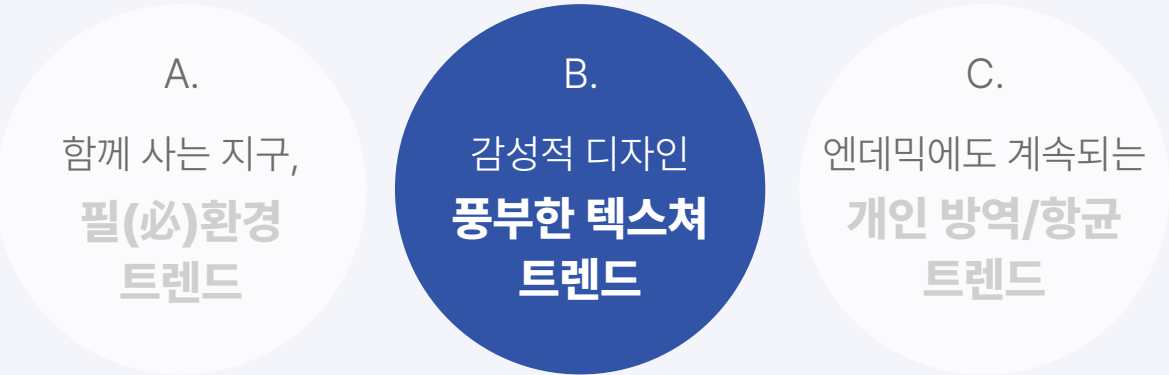 A.
함께 사는 지구,
필(必)환경
트렌드
B.
감성적 디자인
풍부한 텍스쳐
트렌드
C.
엔데믹에도 계속되는
개인 방역/항균
트렌드